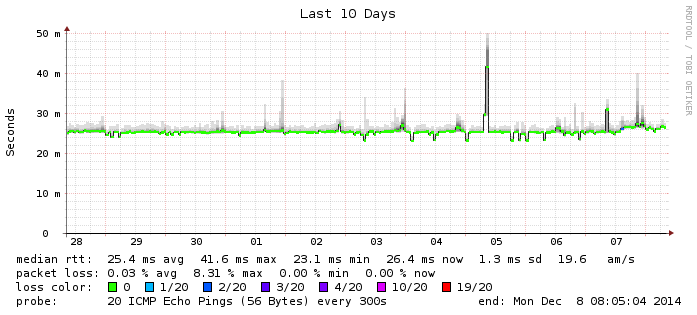 Last 10 Days
RRDTOOL / TOBI OETIKER
Seconds
50 m
40 m
30 m
20 m
10 m
0
28 29 30 01 02 03 04 05 06 07
median rtt: 25.4 ms avg 41.6 ms max 23.1 ms min 26.4 ms now 1.3 ms sd 19.6 am/s
packet loss: 0.03 % avg 8.31 % max 0.00 % min 0.00 % now
loss color: 0 1/20 2/20 3/20 4/20 10/20 19/20
probe: 20 ICMP Echo Pings (56 Bytes) every 300s end: Mon Dec 8 08:05:04 2014